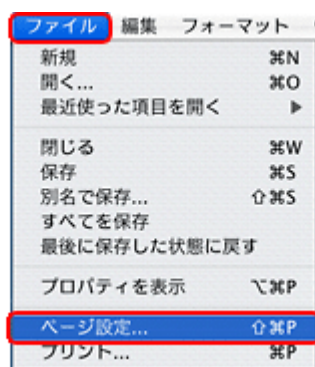 ファイル 編集 フォーマット
新規 ⌘N
開く... ⌘O
最近使った項目を開く ▶
閉じる ⌘W
保存 ⌘S
別名で保存... ⇧⌘S
すべてを保存
最後に保存した状態に戻す
プロパティを表示 ⌥⌘P
ページ設定... ⇧⌘P
プリント... ⌘P